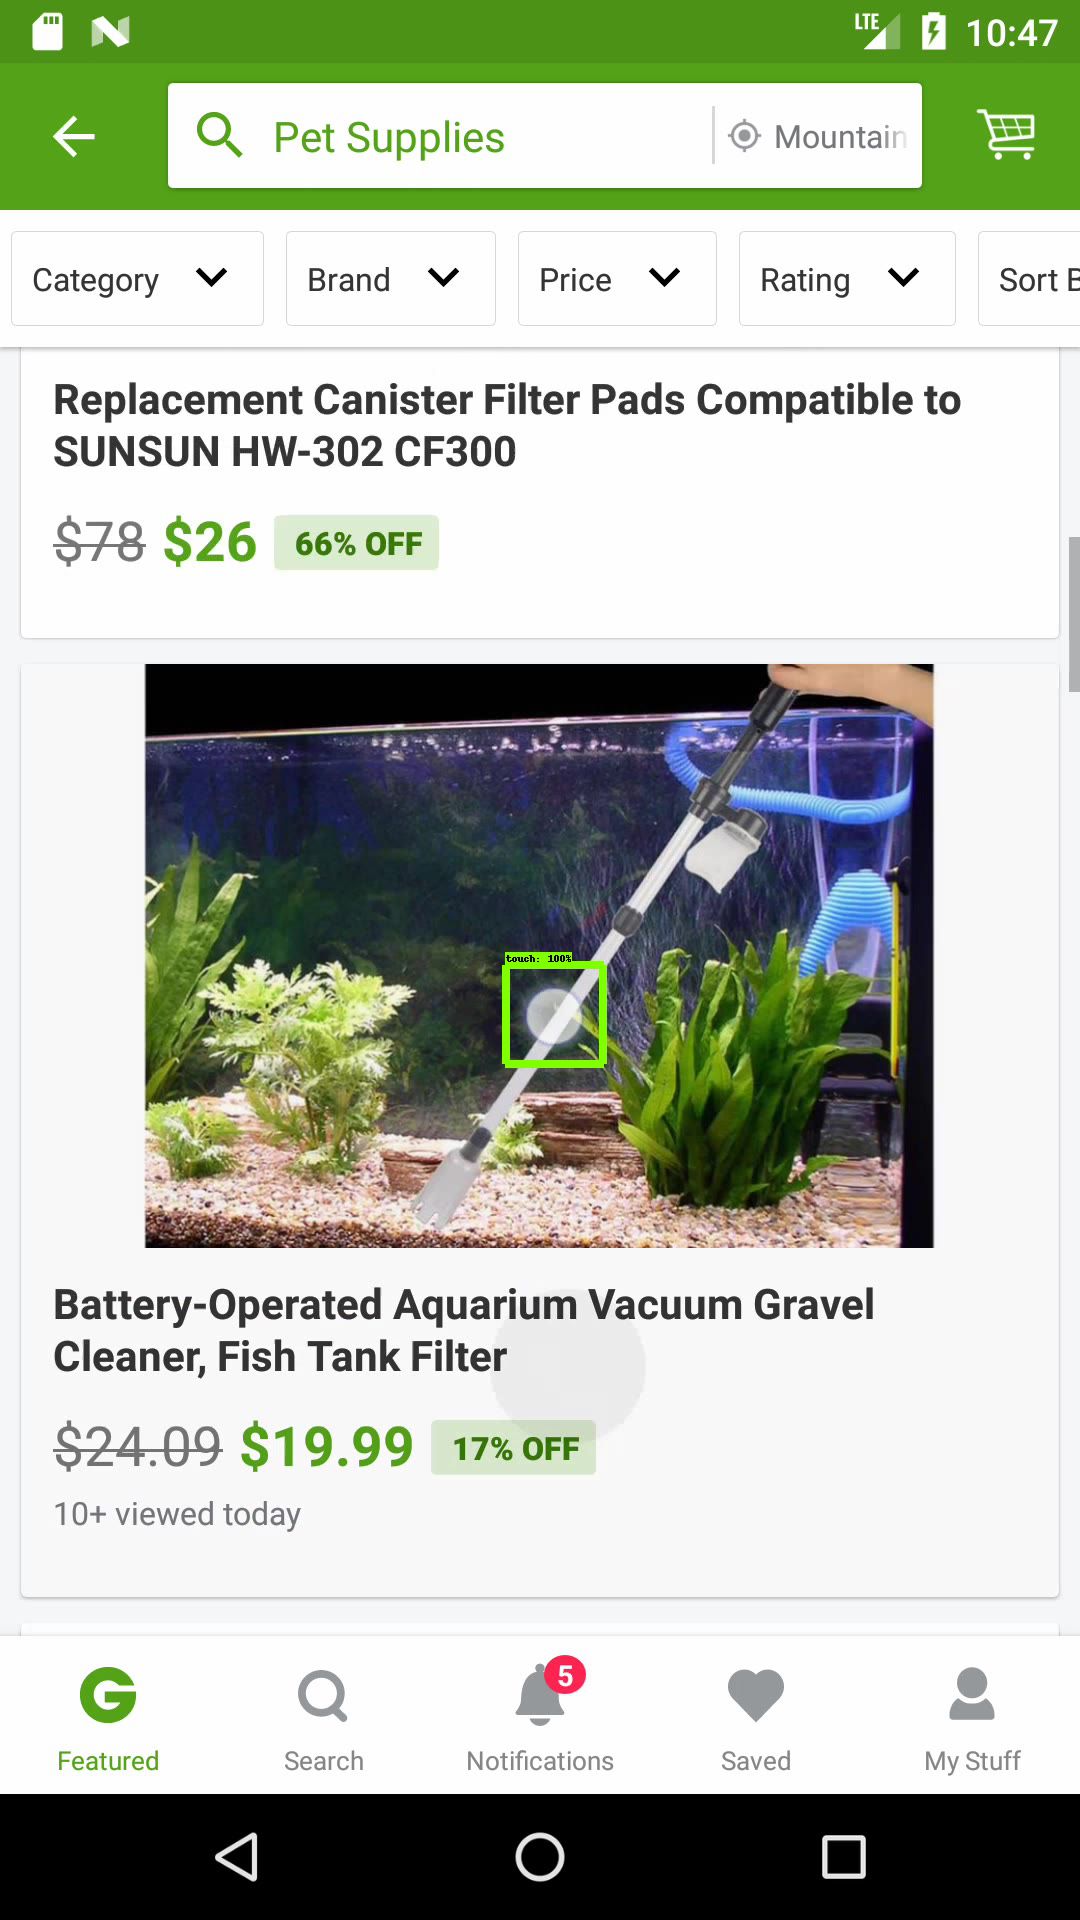 LTE 10:47
Pet Supplies Mountain
Category Brand Price Rating Sort B
Replacement Canister Filter Pads Compatible to
SUNSUN HW-302 CF300
$78 $26 66% OFF
touch: 100%
Battery-Operated Aquarium Vacuum Gravel
Cleaner, Fish Tank Filter
$24.09 $19.99 17% OFF
10+ viewed today
5
Featured Search Notifications Saved My Stuff